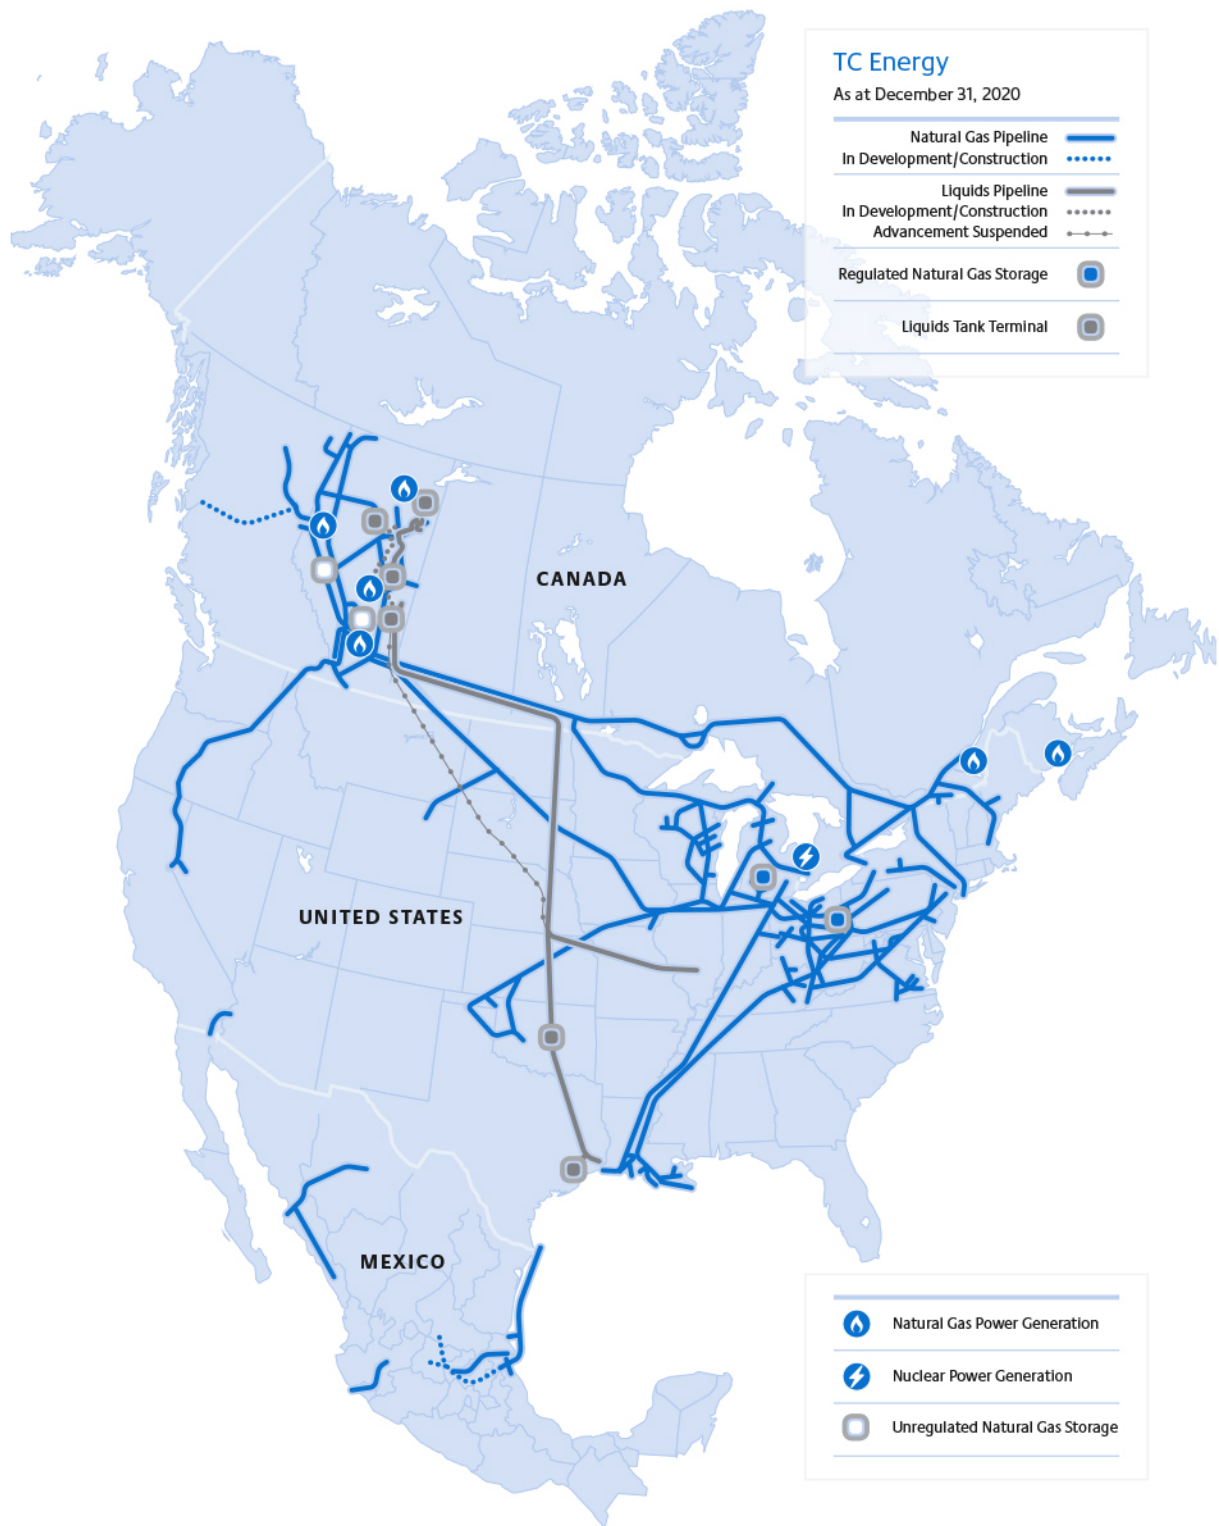 TC Energy
As at December 31, 2020
Natural Gas Pipeline
In Development/Construction
Liquids Pipeline
In Development/Construction
Advancement Suspended
Regulated Natural Gas Storage
Liquids Tank Terminal
CANADA
UNITED STATES
MEXICO
Natural Gas Power Generation
Nuclear Power Generation
Unregulated Natural Gas Storage